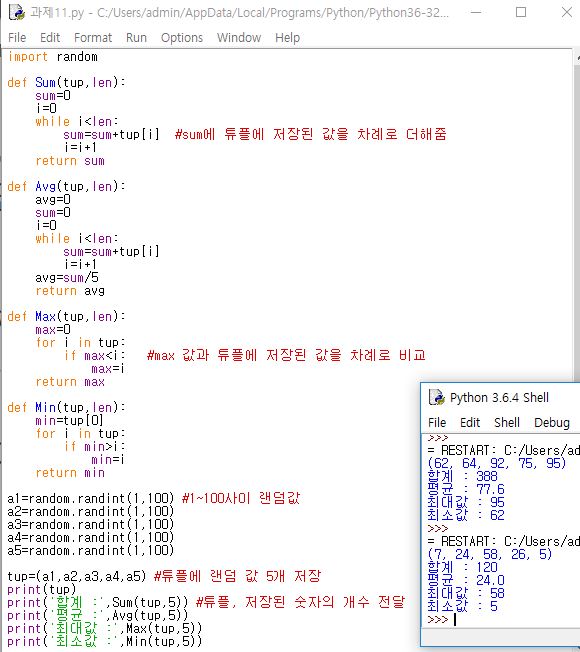 과제11.py - C:/Users/admin/AppData/Local/Programs/Python/Python36-32...
File Edit Format Run Options Window Help
import random
def Sum(tup,len):
    sum=0
    i=0
    while i<len:
        sum=sum+tup[i]  #sum에 튜플에 저장된 값을 차례로 더해줌
        i=i+1
    return sum
def Avg(tup,len):
    avg=0
    sum=0
    i=0
    while i<len:
        sum=sum+tup[i]
        i=i+1
    avg=sum/5
    return avg
def Max(tup,len):
    max=0
    for i in tup:
        if max<i:   #max 값과 튜플에 저장된 값을 차례로 비교
            max=i
    return max
def Min(tup,len):
    min=tup[0]
    for i in tup:
        if min>i:
            min=i
    return min
a1=random.randint(1,100) #1~100사이 랜덤값
a2=random.randint(1,100)
a3=random.randint(1,100)
a4=random.randint(1,100)
a5=random.randint(1,100)
tup=(a1,a2,a3,a4,a5) #튜플에 랜덤 값 5개 저장
print(tup)
print('합계 :',Sum(tup,5)) #튜플, 저장된 숫자의 개수 전달
print('평균 :',Avg(tup,5))
print('최대값 :',Max(tup,5))
print('최소값 :',Min(tup,5))
Python 3.6.4 Shell
File Edit Shell Debug
>>>
= RESTART: C:/Users/ad
(62, 64, 92, 75, 95)
합계 : 388
평균 : 77.6
최대값 : 95
최소값 : 62
>>>
= RESTART: C:/Users/ad
(7, 24, 58, 26, 5)
합계 : 120
평균 : 24.0
최대값 : 58
최소값 : 5
>>>